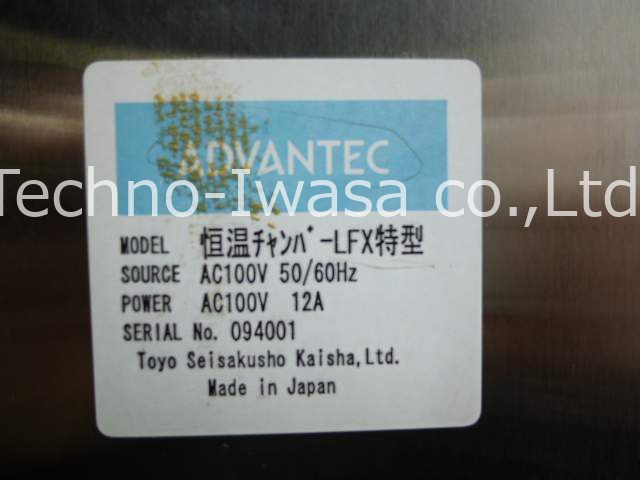 ADVANTEC
Techno-Iwasa co.,Ltd
MODEL 恒温ﾁｬﾝﾊﾞｰLFX特型
SOURCE AC100V 50/60Hz
POWER AC100V 12A
SERIAL No. 094001
Toyo Seisakusho Kaisha,Ltd.
Made in Japan